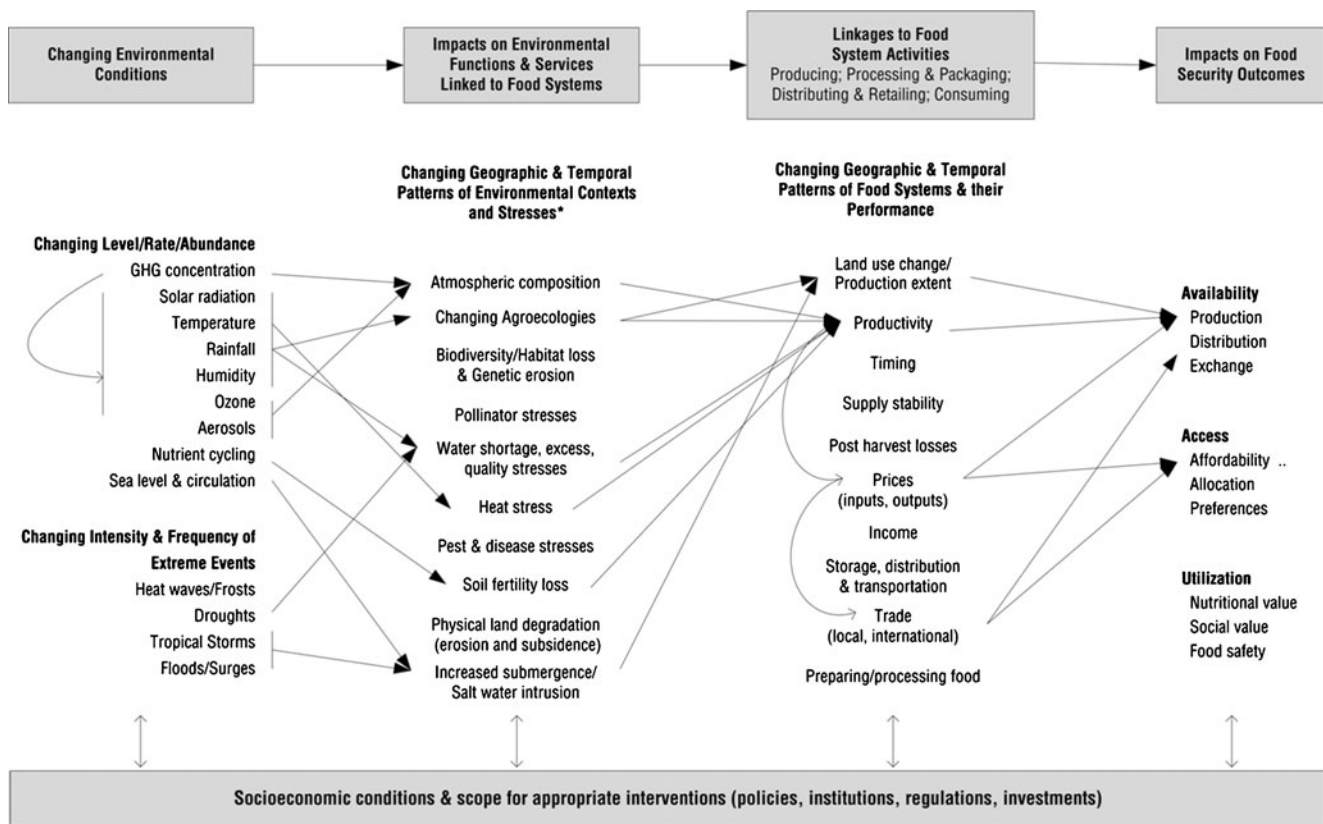 Changing Environmental
Conditions
Impacts on Environmental
Functions & Services
Linked to Food Systems
Linkages to Food
System Activities
Producing; Processing & Packaging;
Distributing & Retailing; Consuming
Impacts on Food
Security Outcomes
Changing Level/Rate/Abundance
GHG concentration
Solar radiation
Temperature
Rainfall
Humidity
Ozone
Aerosols
Nutrient cycling
Sea level & circulation
Changing Intensity & Frequency of
Extreme Events
Heat waves/Frosts
Droughts
Tropical Storms
Floods/Surges
Changing Geographic & Temporal
Patterns of Environmental Contexts
and Stresses*
Atmospheric composition
Changing Agroecologies
Biodiversity/Habitat loss
& Genetic erosion
Pollinator stresses
Water shortage, excess,
quality stresses
Heat stress
Pest & disease stresses
Soil fertility loss
Physical land degradation
(erosion and subsidence)
Increased submergence/
Salt water intrusion
Changing Geographic & Temporal
Patterns of Food Systems & their
Performance
Land use change/
Production extent
Productivity
Timing
Supply stability
Post harvest losses
Prices
(inputs, outputs)
Income
Storage, distribution
& transportation
Trade
(local, international)
Preparing/processing food
Availability
Production
Distribution
Exchange
Access
Affordability ..
Allocation
Preferences
Utilization
Nutritional value
Social value
Food safety
Socioeconomic conditions & scope for appropriate interventions (policies, institutions, regulations, investments)